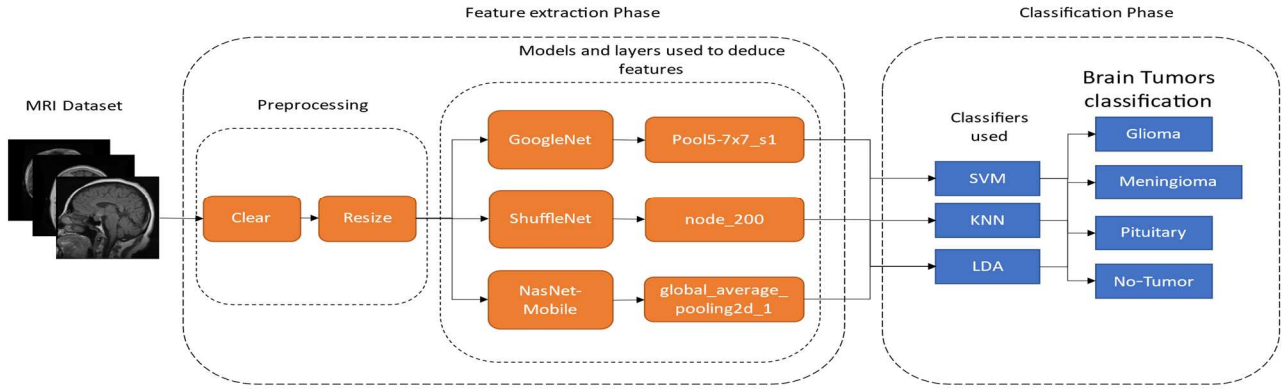 Feature extraction Phase
Classification Phase
Models and layers used to deduce
features
MRI Dataset
Preprocessing
Clear
Resize
GoogleNet
Pool5-7x7_s1
ShuffleNet
node_200
NasNet-
Mobile
global_average_
pooling2d_1
Classifiers
used
SVM
KNN
LDA
Brain Tumors
classification
Glioma
Meningioma
Pituitary
No-Tumor